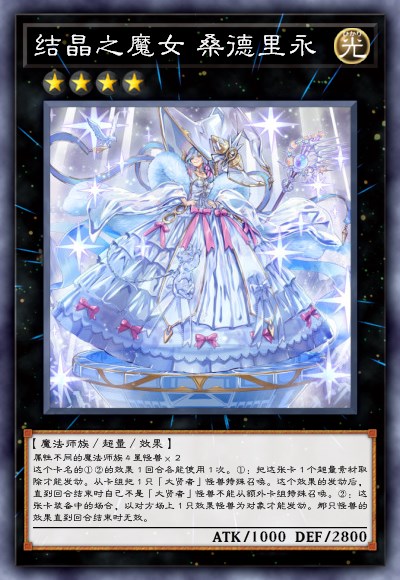 结晶之魔女 桑德里永
光
ひかり
【魔法师族／超量／效果】
属性不同的魔法师族4星怪兽×2
这个卡名的①②的效果1回合各能使用1次。①：把这张卡1个超量素材取
除才能发动。从卡组把1只「大贤者」怪兽特殊召唤。这个效果的发动后，
直到回合结束时自己不是「大贤者」怪兽不能从额外卡组特殊召唤。②：这
张卡装备中的场合，以对方场上1只效果怪兽为对象才能发动。那只怪兽的
效果直到回合结束时无效。
ATK/1000 DEF/2800